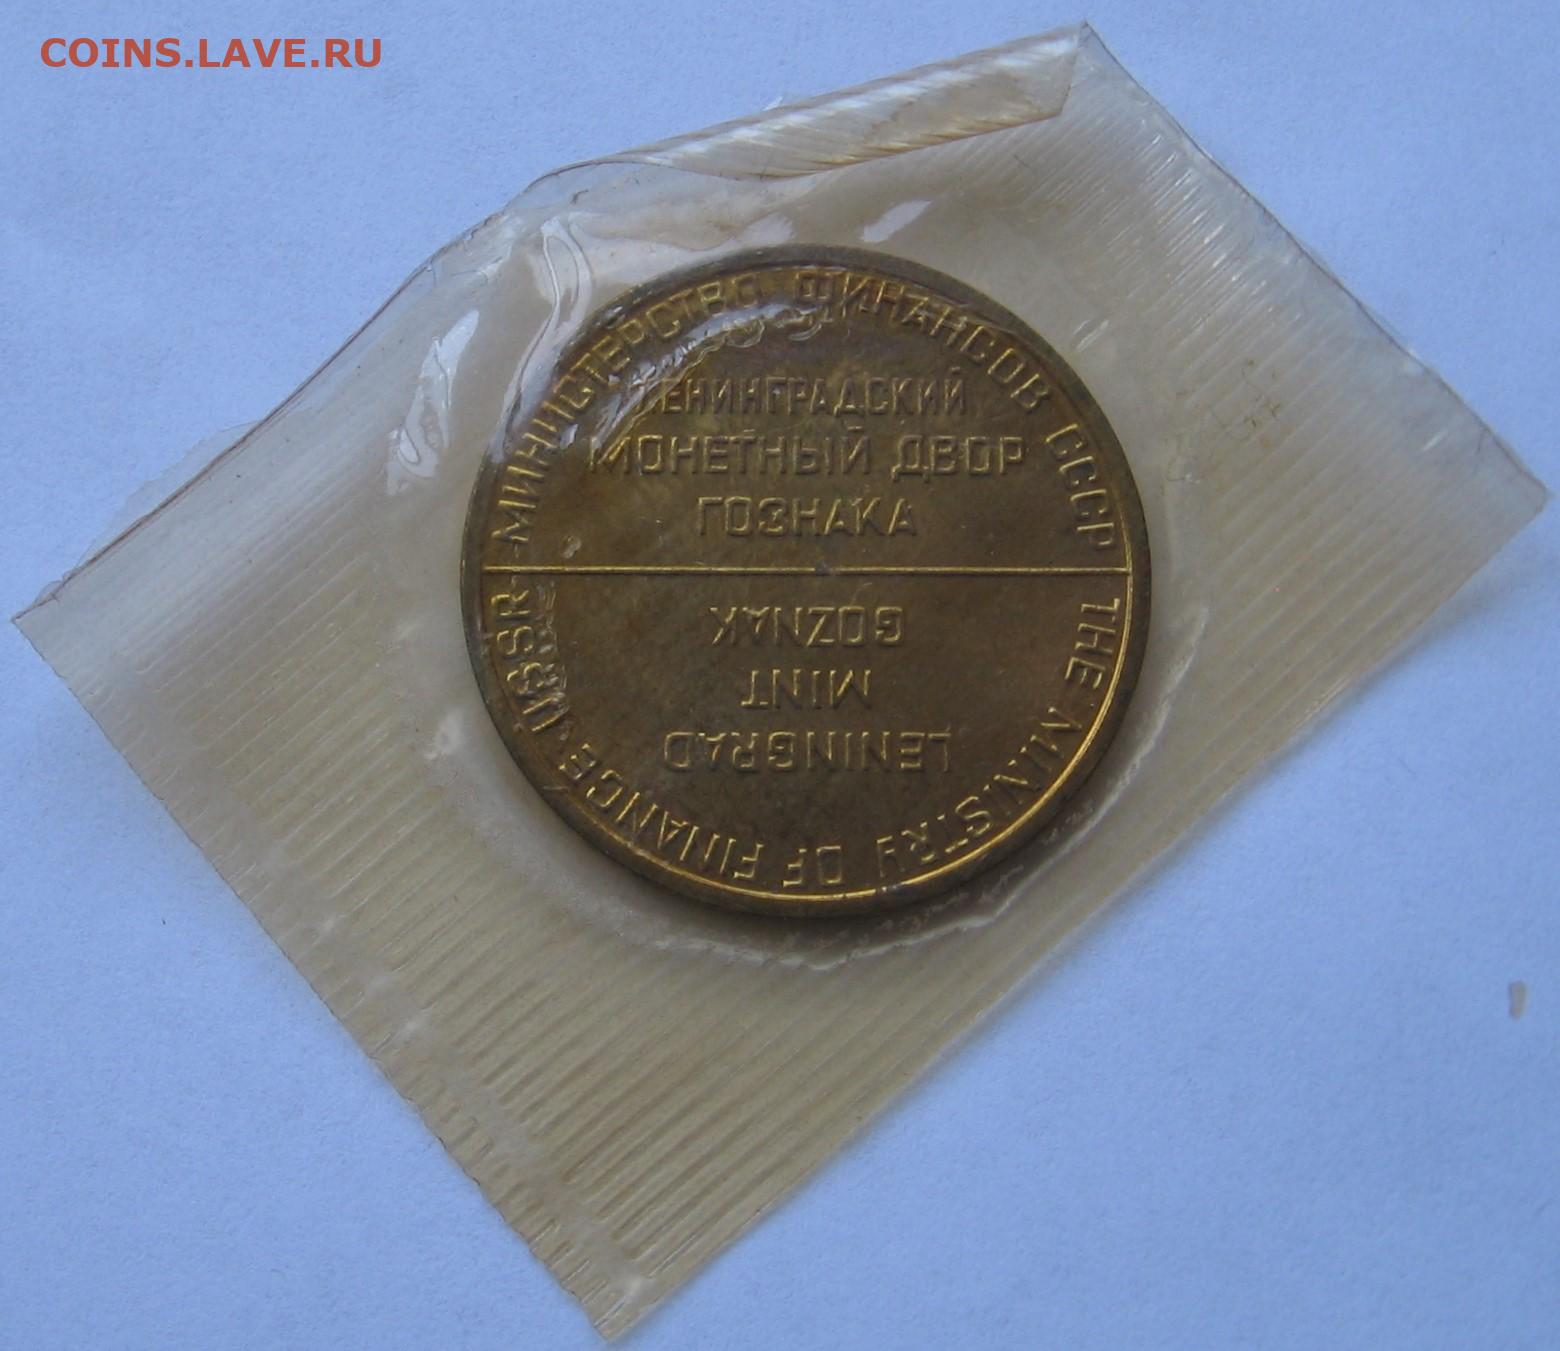 COINS.LAVE.RU
МИНИСТЕРСТВО ФИНАНСОВ СССР
ЛЕНИНГРАДСКИЙ
МОНЕТНЫЙ ДВОР
ГОЗНАКА
THE MINISTRY OF FINANCE · USSR
LENINGRAD
MINT
GOZNAK